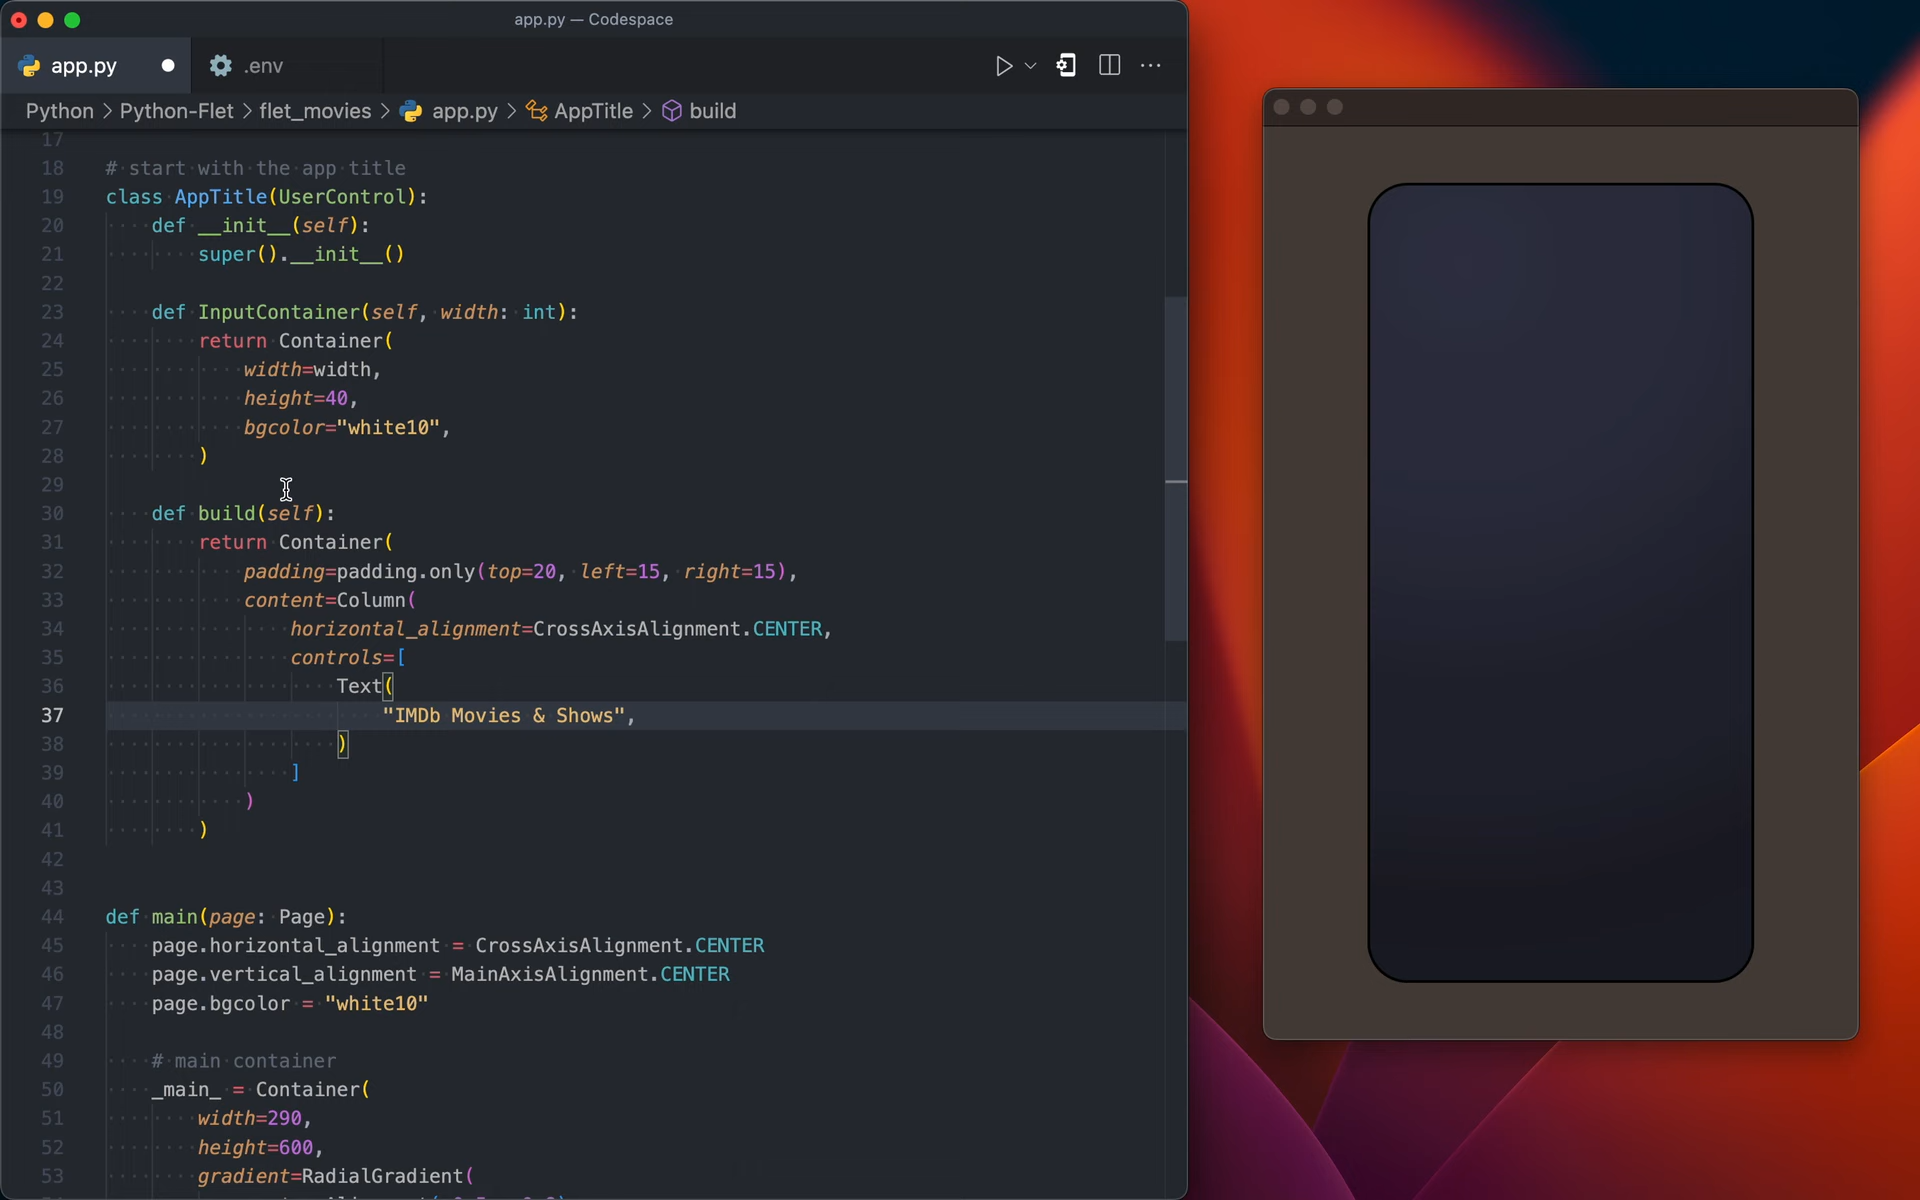 app.py — Codespace
app.py
.env
Python > Python-Flet > flet_movies > app.py > AppTitle > build
17
18 # start with the app title
19 class AppTitle(UserControl):
20 def __init__(self):
21 super().__init__()
22
23 def InputContainer(self, width: int):
24 return Container(
25 width=width,
26 height=40,
27 bgcolor="white10",
28 )
29
30 def build(self):
31 return Container(
32 padding=padding.only(top=20, left=15, right=15),
33 content=Column(
34 horizontal_alignment=CrossAxisAlignment.CENTER,
35 controls=[
36 Text(
37 "IMDb Movies & Shows",
38 )
39 ]
40 )
41 )
42
43
44 def main(page: Page):
45 page.horizontal_alignment = CrossAxisAlignment.CENTER
46 page.vertical_alignment = MainAxisAlignment.CENTER
47 page.bgcolor = "white10"
48
49 # main container
50 _main_ = Container(
51 width=290,
52 height=600,
53 gradient=RadialGradient(